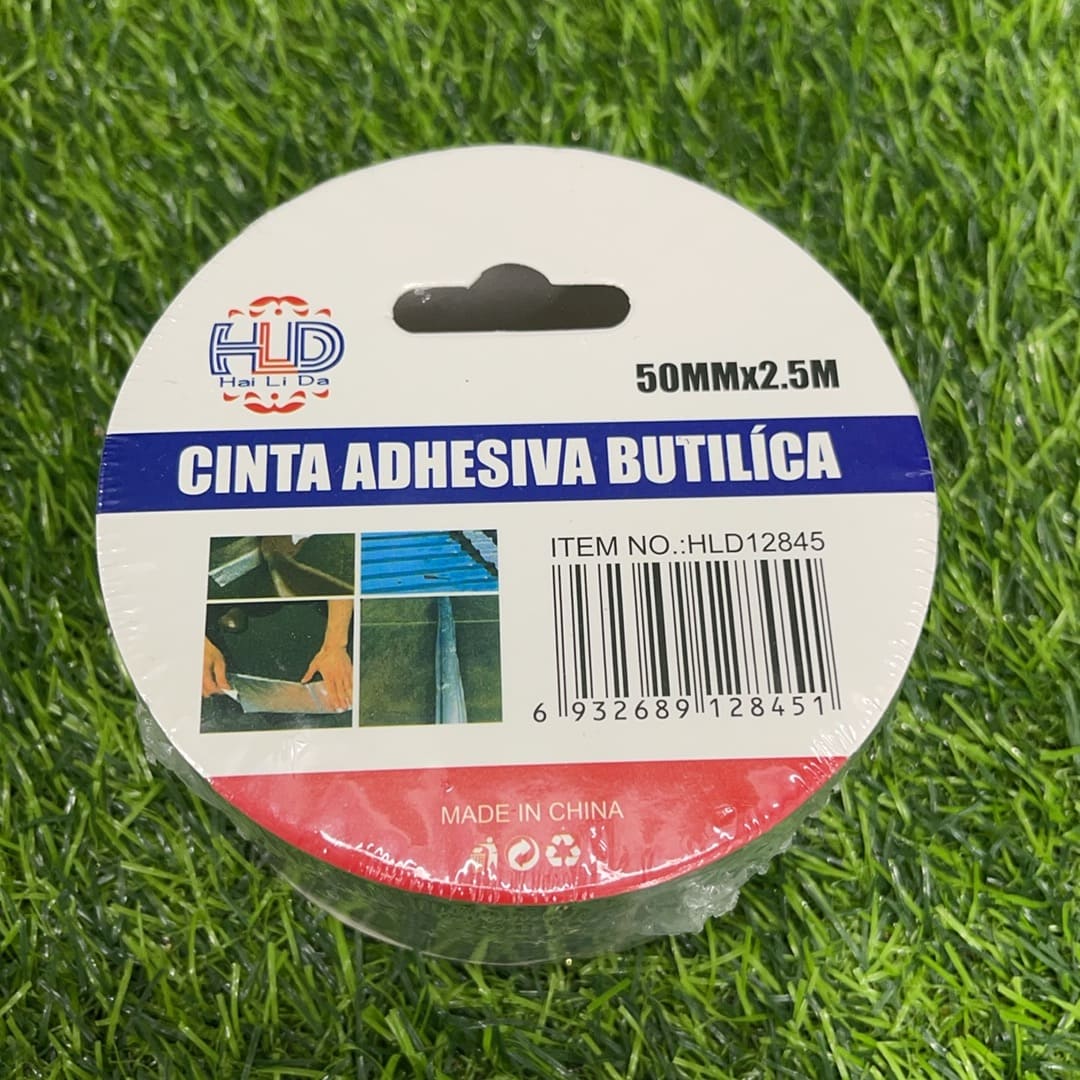 HLD
Hai Li Da
50MMx2.5M
CINTA ADHESIVA BUTILÍCA
ITEM NO.:HLD12845
6 932689 128451
MADE IN CHINA